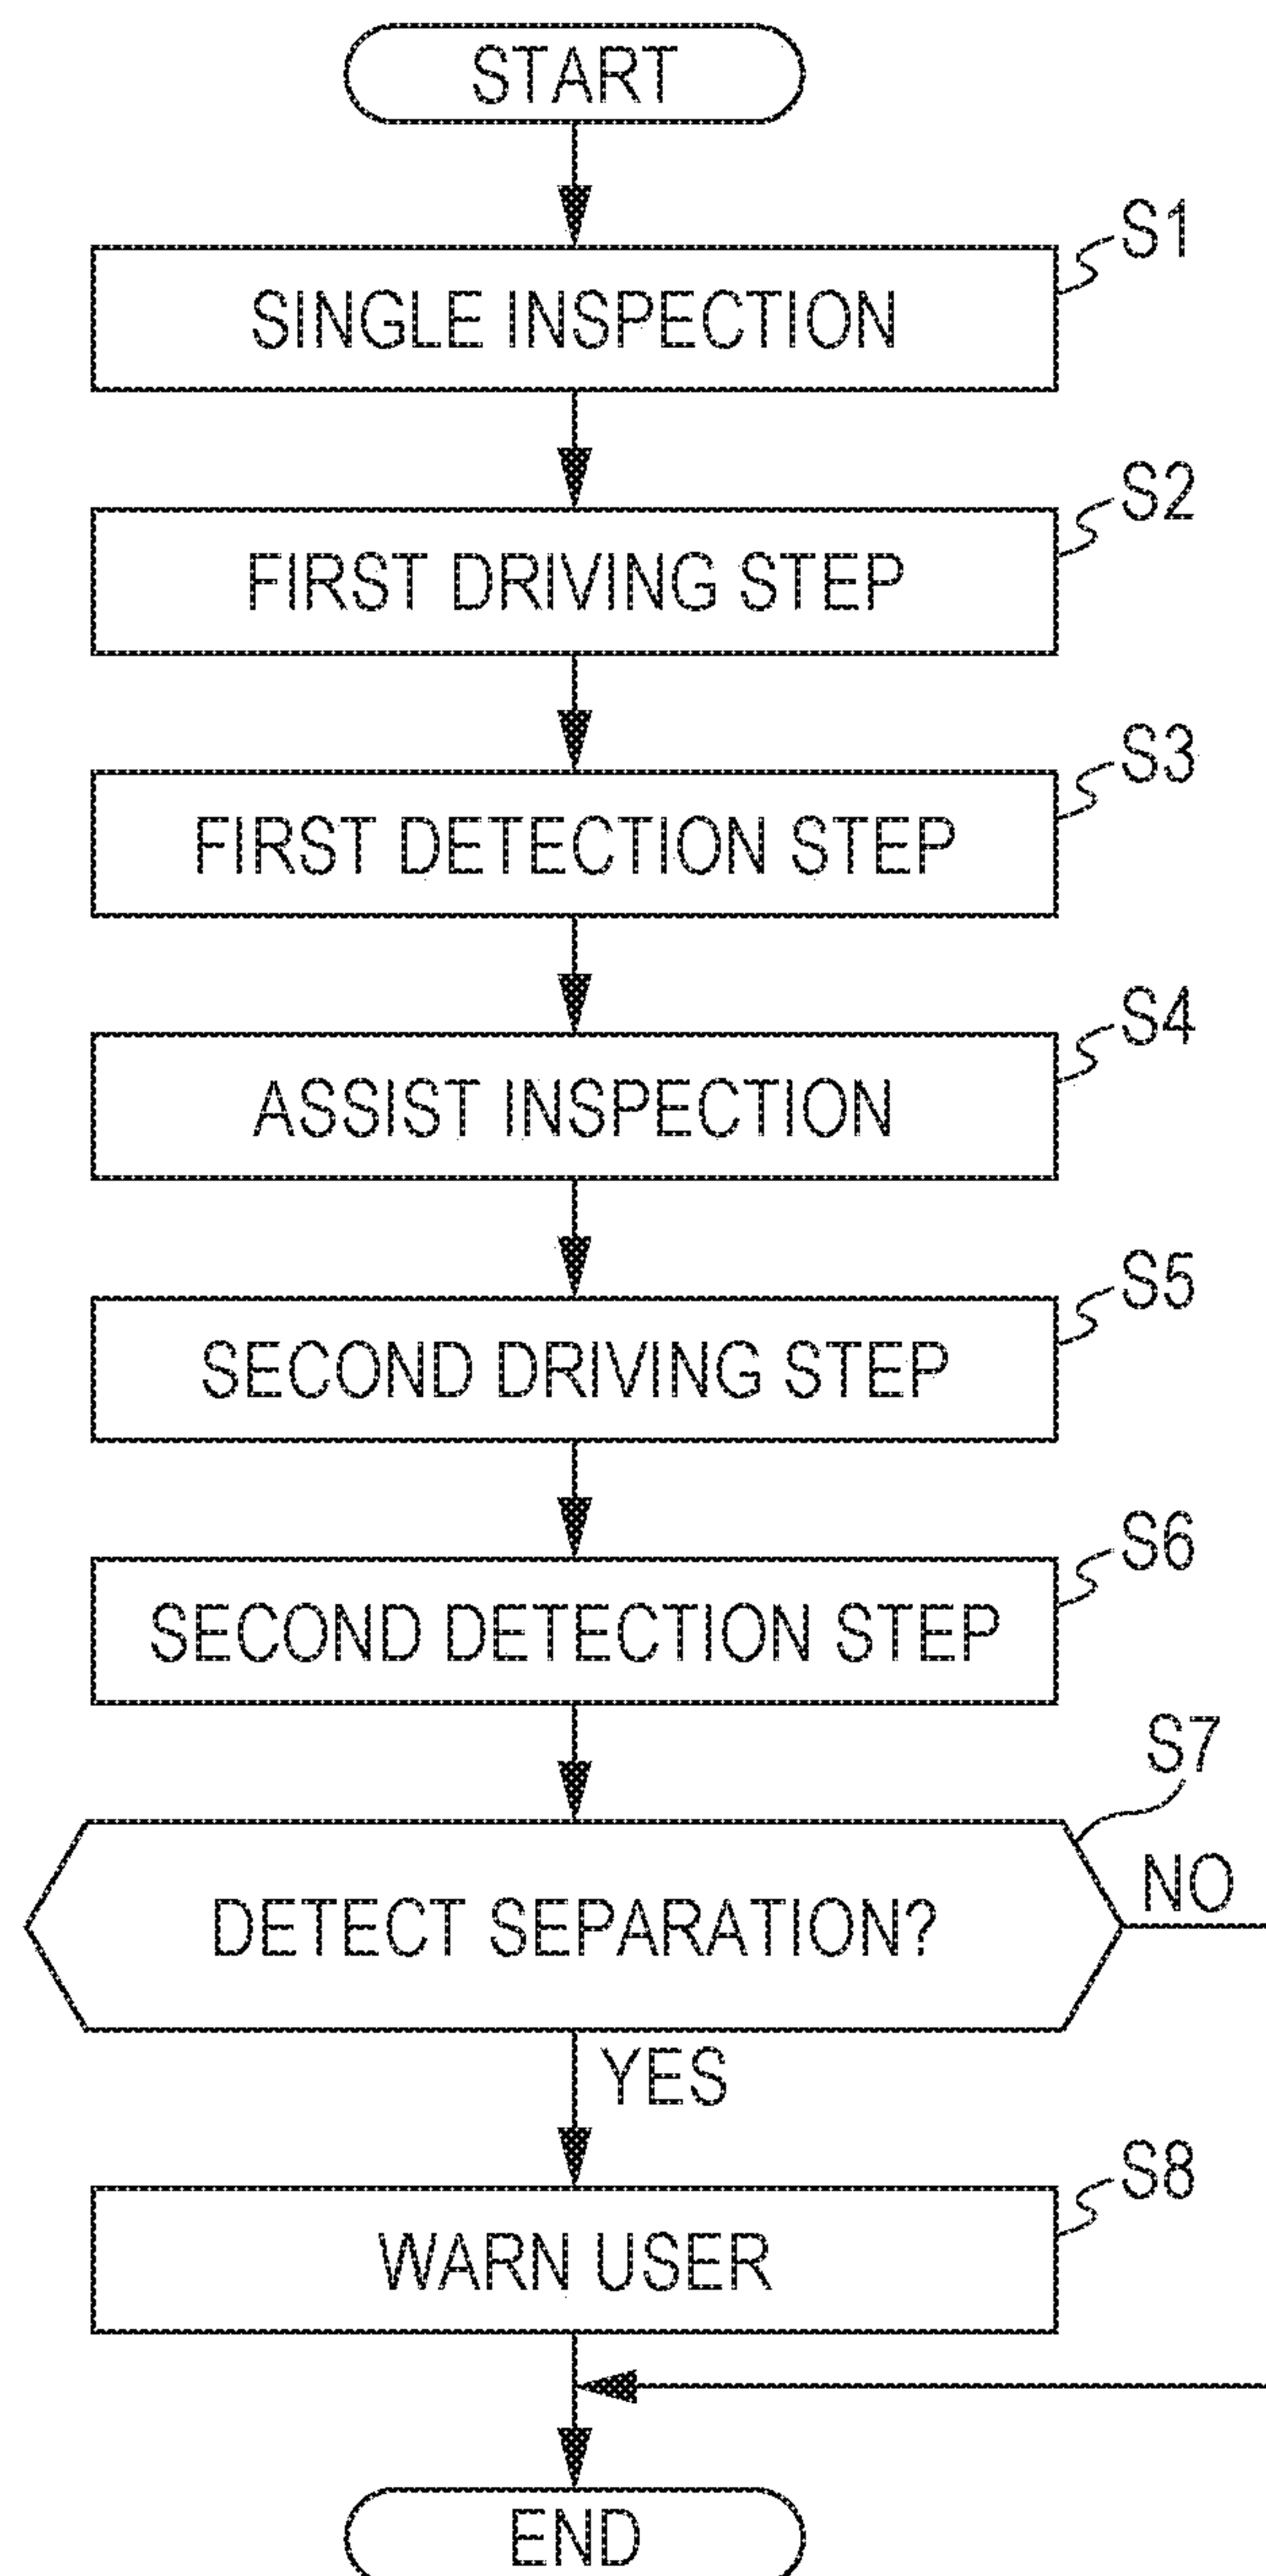 START
S1
SINGLE INSPECTION
S2
FIRST DRIVING STEP
S3
FIRST DETECTION STEP
S4
ASSIST INSPECTION
S5
SECOND DRIVING STEP
S6
SECOND DETECTION STEP
S7
DETECT SEPARATION?
NO
YES
S8
WARN USER
END